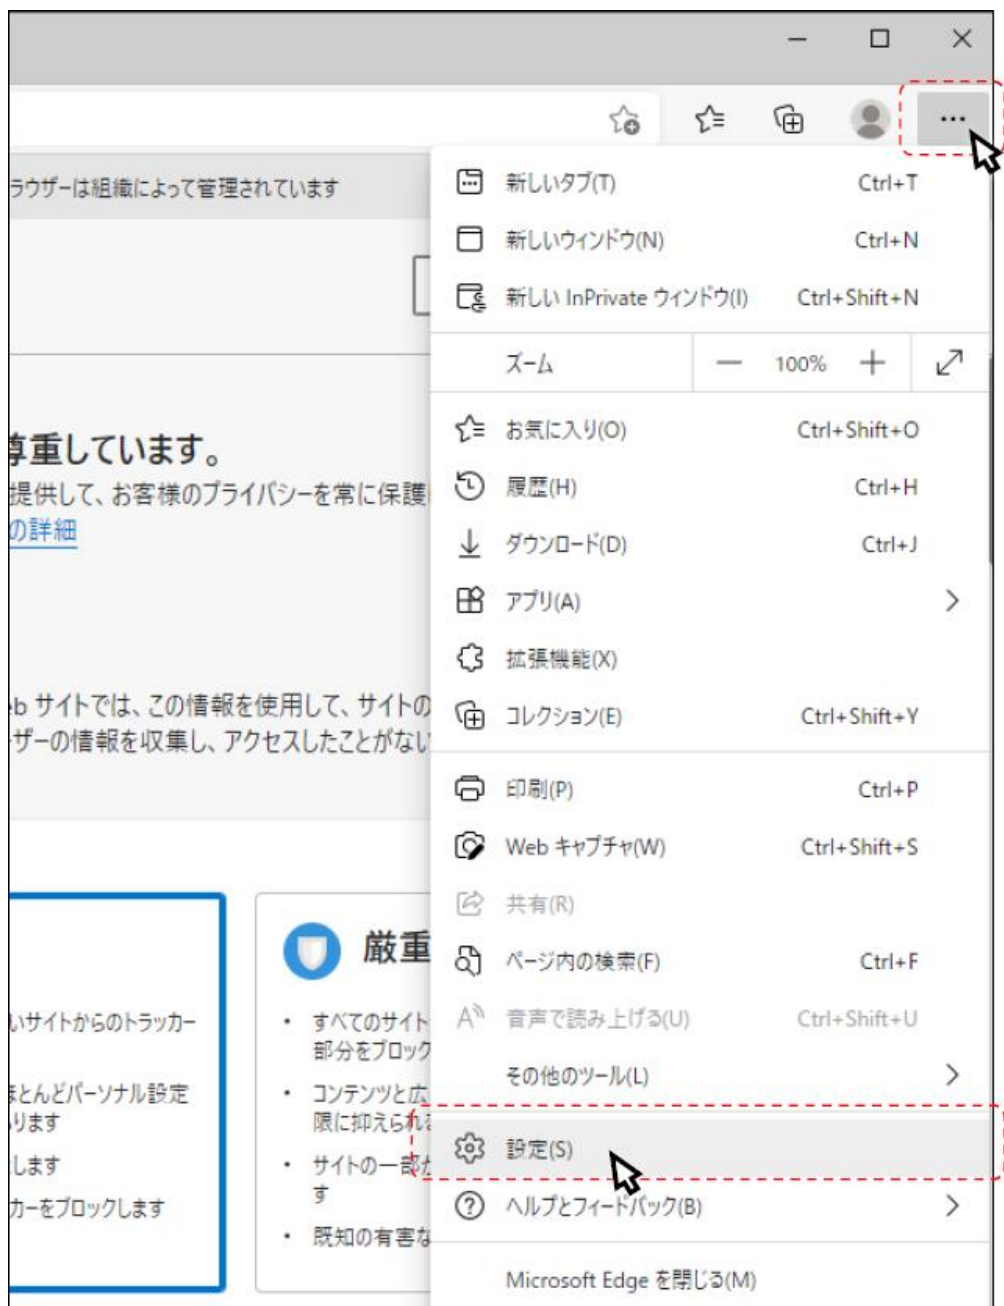 ラウザーは組織によって管理されています
尊重しています。
提供して、お客様のプライバシーを常に保護
の詳細
eb サイトでは、この情報を使用して、サイトの
ーザーの情報を収集し、アクセスしたことがない
いサイトからのトラッカー
ほとんどパーソナル設定
ります
します
カーをブロックします
厳重
• すべてのサイト
部分をブロック
• コンテンツと広
限に抑えられる
• サイトの一部が
す
• 既知の有害な
新しいタブ(T) Ctrl+T
新しいウィンドウ(N) Ctrl+N
新しい InPrivate ウィンドウ(I) Ctrl+Shift+N
ズーム 100%
お気に入り(O) Ctrl+Shift+O
履歴(H) Ctrl+H
ダウンロード(D) Ctrl+J
アプリ(A)
拡張機能(X)
コレクション(E) Ctrl+Shift+Y
印刷(P) Ctrl+P
Web キャプチャ(W) Ctrl+Shift+S
共有(R)
ページ内の検索(F) Ctrl+F
音声で読み上げる(U) Ctrl+Shift+U
その他のツール(L)
設定(S)
ヘルプとフィードバック(B)
Microsoft Edge を閉じる(M)